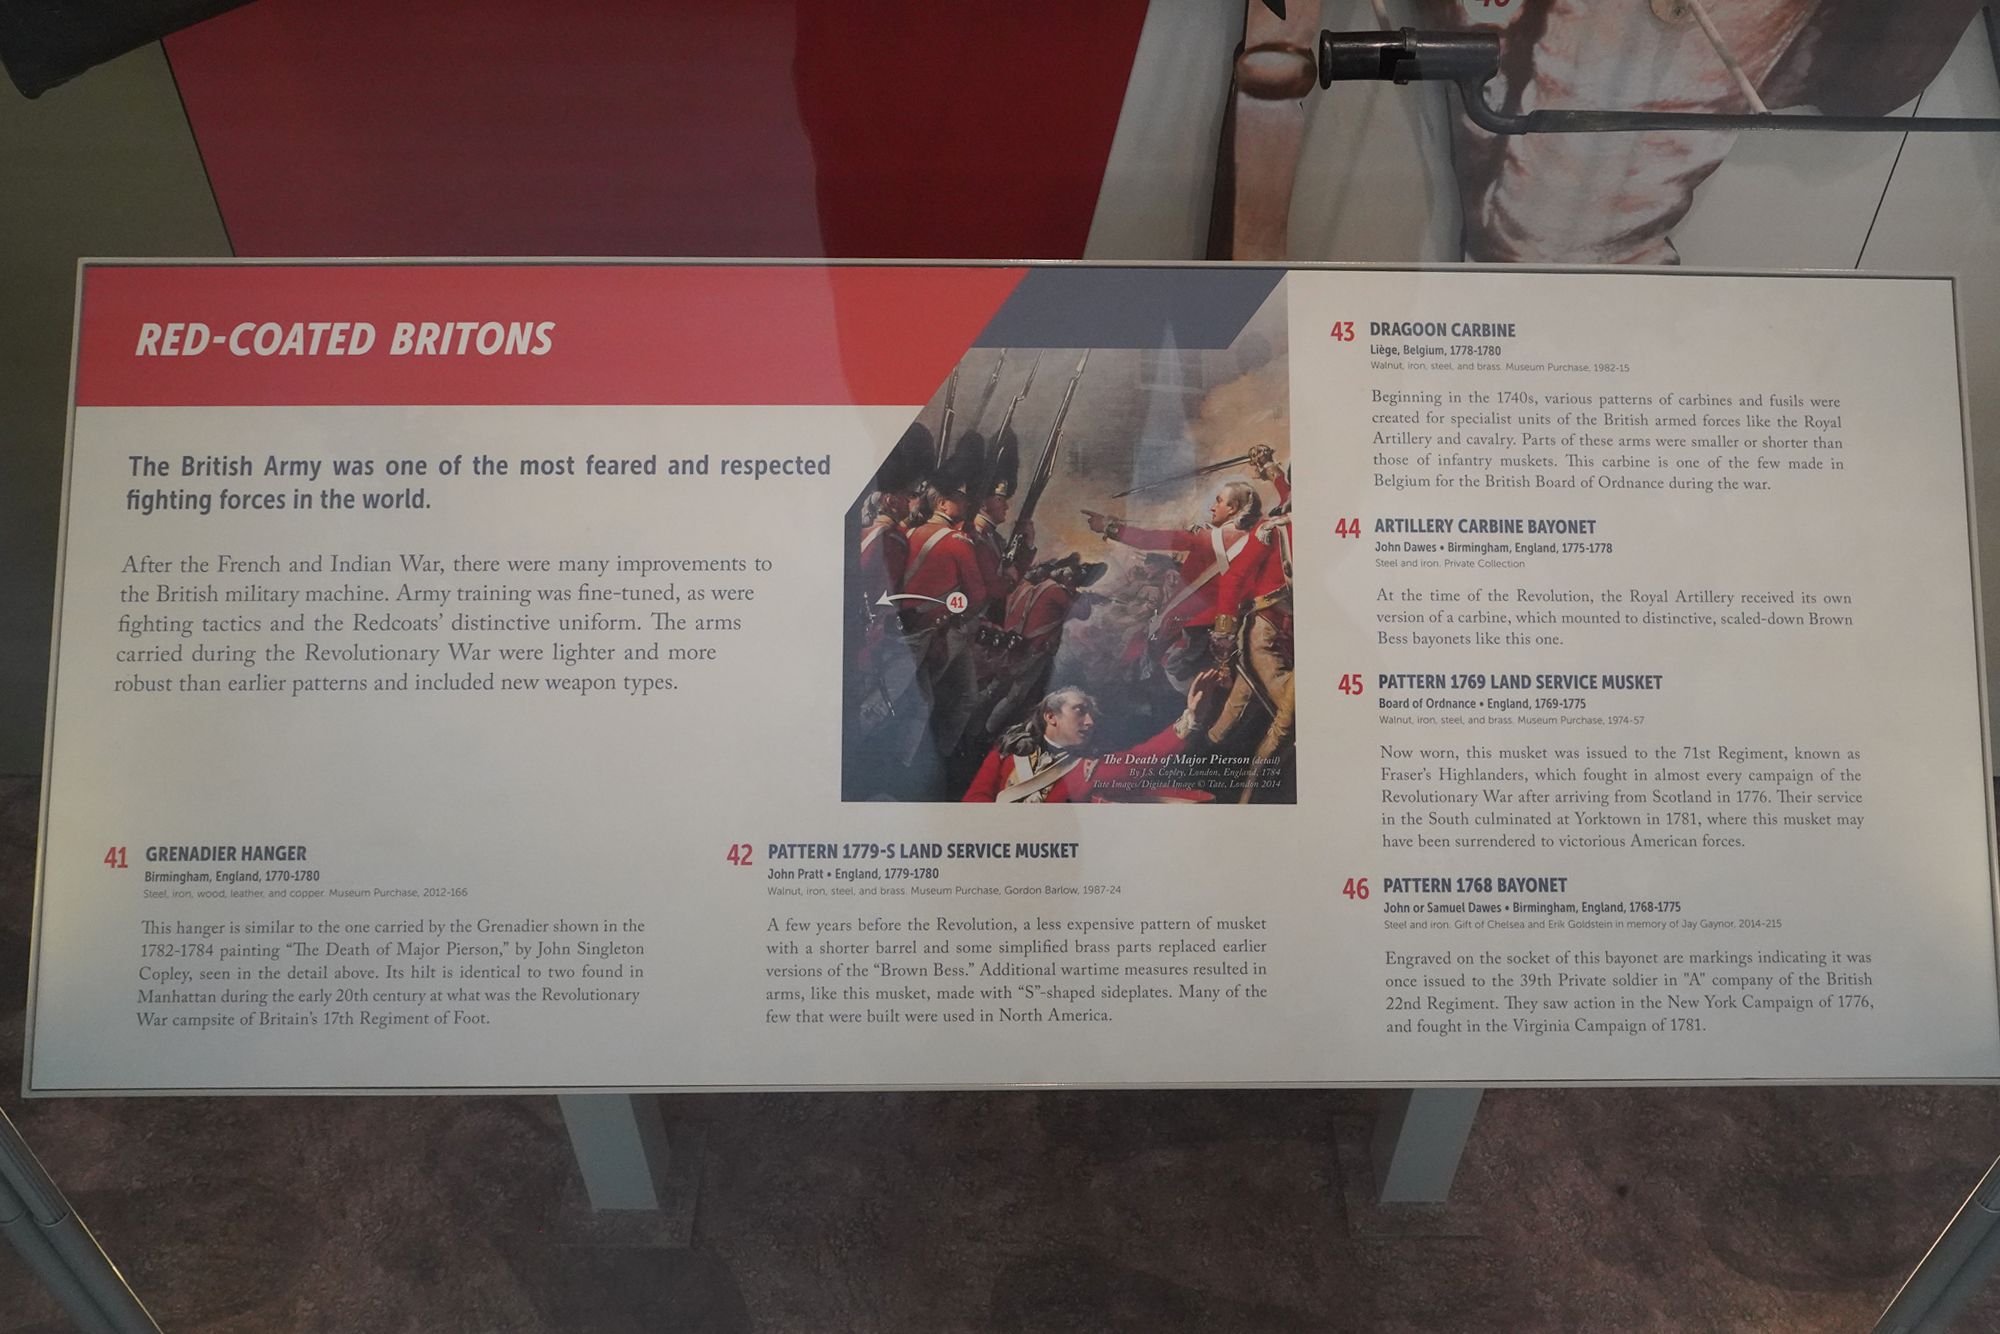 RED-COATED BRITONS
The British Army was one of the most feared and respected
fighting forces in the world.
After the French and Indian War, there were many improvements to
the British military machine. Army training was fine-tuned, as were
fighting tactics and the Redcoats' distinctive uniform. The arms
carried during the Revolutionary War were lighter and more
robust than earlier patterns and included new weapon types.
41
The Death of Major Pierson (detail)
By J.S. Copley, London, England, 1784
Tate Images/Digital Image © Tate, London 2014
41 GRENADIER HANGER
Birmingham, England, 1770-1780
Steel, iron, wood, leather, and copper. Museum Purchase, 2012-166
This hanger is similar to the one carried by the Grenadier shown in the
1782-1784 painting "The Death of Major Pierson," by John Singleton
Copley, seen in the detail above. Its hilt is identical to two found in
Manhattan during the early 20th century at what was the Revolutionary
War campsite of Britain's 17th Regiment of Foot.
42 PATTERN 1779-S LAND SERVICE MUSKET
John Pratt • England, 1779-1780
Walnut, iron, steel, and brass. Museum Purchase, Gordon Barlow, 1987-24
A few years before the Revolution, a less expensive pattern of musket
with a shorter barrel and some simplified brass parts replaced earlier
versions of the "Brown Bess." Additional wartime measures resulted in
arms, like this musket, made with "S"-shaped sideplates. Many of the
few that were built were used in North America.
43 DRAGOON CARBINE
Liège, Belgium, 1778-1780
Walnut, iron, steel, and brass. Museum Purchase, 1982-15
Beginning in the 1740s, various patterns of carbines and fusils were
created for specialist units of the British armed forces like the Royal
Artillery and cavalry. Parts of these arms were smaller or shorter than
those of infantry muskets. This carbine is one of the few made in
Belgium for the British Board of Ordnance during the war.
44 ARTILLERY CARBINE BAYONET
John Dawes • Birmingham, England, 1775-1778
Steel and iron. Private Collection
At the time of the Revolution, the Royal Artillery received its own
version of a carbine, which mounted to distinctive, scaled-down Brown
Bess bayonets like this one.
45 PATTERN 1769 LAND SERVICE MUSKET
Board of Ordnance • England, 1769-1775
Walnut, iron, steel, and brass. Museum Purchase, 1974-57
Now worn, this musket was issued to the 71st Regiment, known as
Fraser's Highlanders, which fought in almost every campaign of the
Revolutionary War after arriving from Scotland in 1776. Their service
in the South culminated at Yorktown in 1781, where this musket may
have been surrendered to victorious American forces.
46 PATTERN 1768 BAYONET
John or Samuel Dawes • Birmingham, England, 1768-1775
Steel and iron. Gift of Chelsea and Erik Goldstein in memory of Jay Gaynor, 2014-215
Engraved on the socket of this bayonet are markings indicating it was
once issued to the 39th Private soldier in "A" company of the British
22nd Regiment. They saw action in the New York Campaign of 1776,
and fought in the Virginia Campaign of 1781.